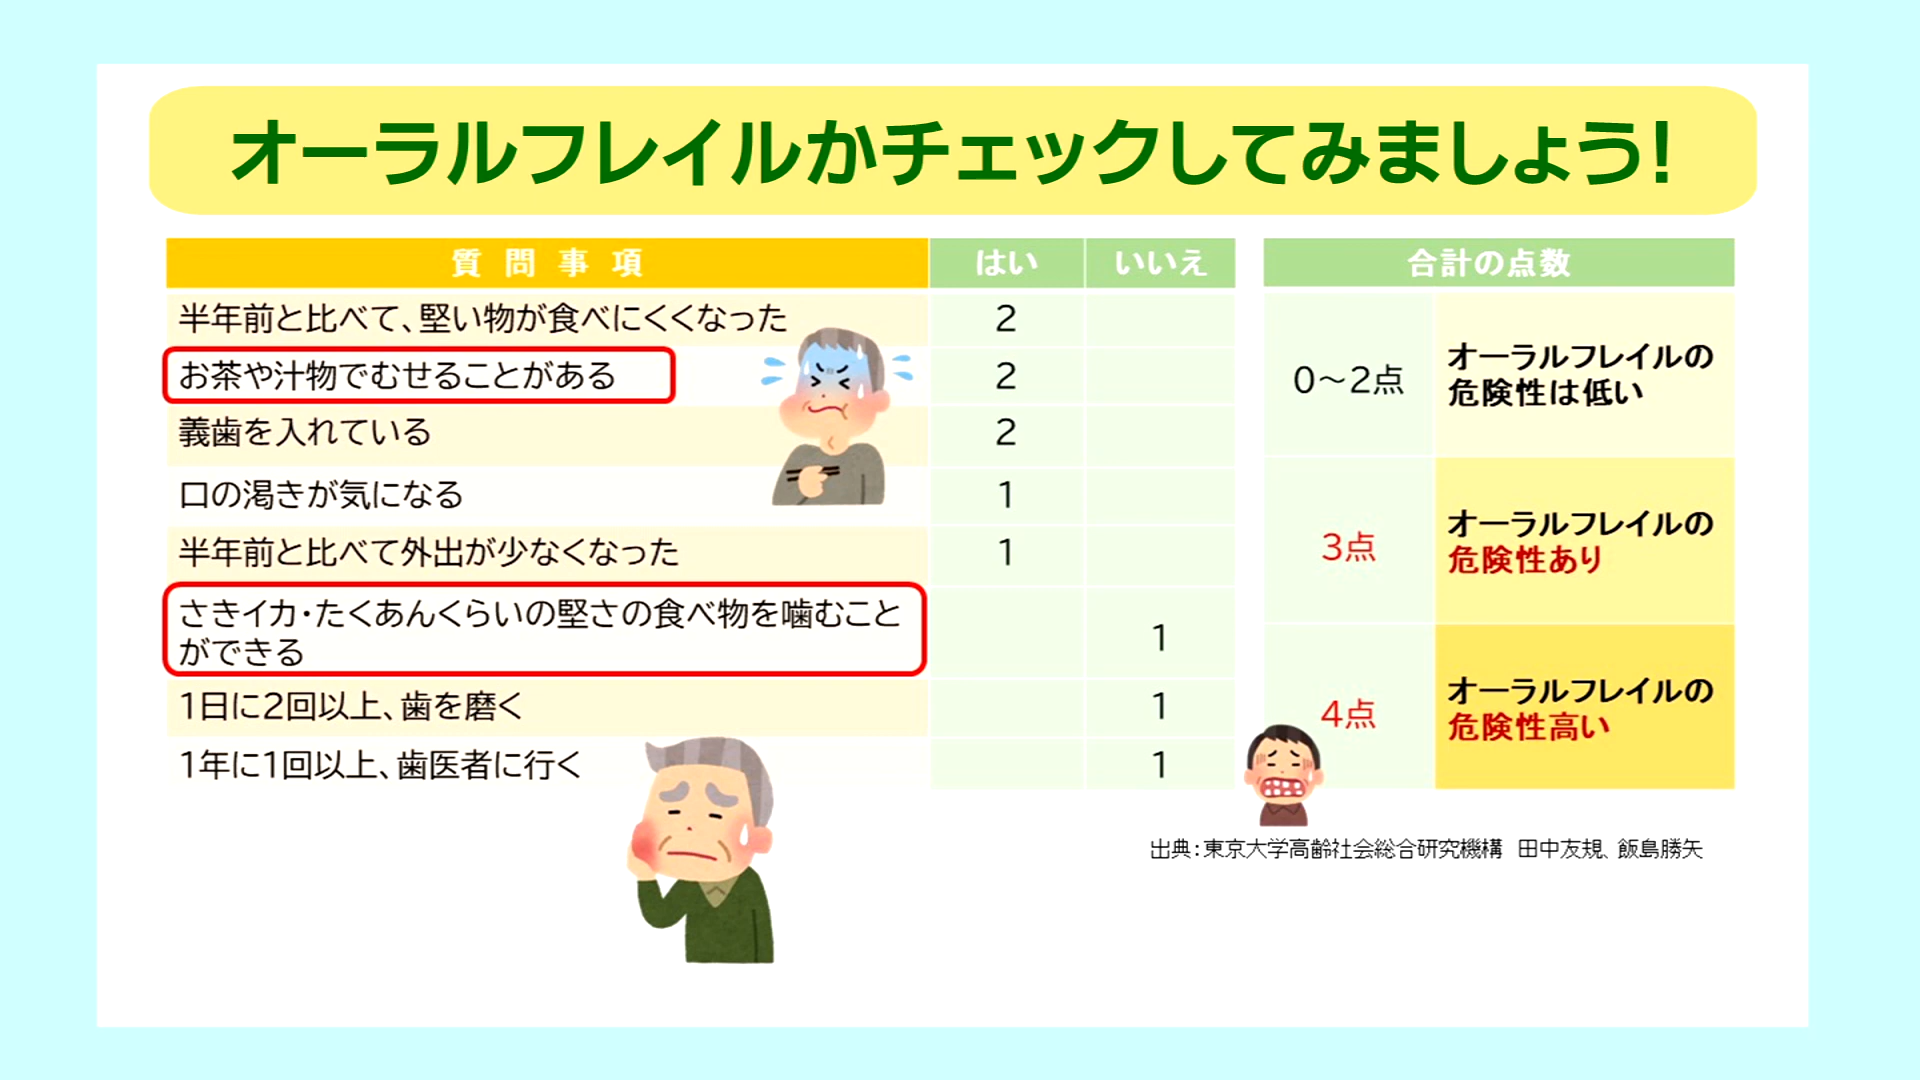 オーラルフレイルかチェックしてみましょう!
質問事項 はい いいえ
半年前と比べて、堅い物が食べにくくなった 2
お茶や汁物でむせることがある 2
義歯を入れている 2
口の渇きが気になる 1
半年前と比べて外出が少なくなった 1
さきイカ・たくあんくらいの堅さの食べ物を噛むこと
ができる 1
1日に2回以上、歯を磨く 1
1年に1回以上、歯医者に行く 1
合計の点数
0～2点 オーラルフレイルの
危険性は低い
3点 オーラルフレイルの
危険性あり
4点 オーラルフレイルの
危険性高い
出典：東京大学高齢社会総合研究機構　田中友規、飯島勝矢